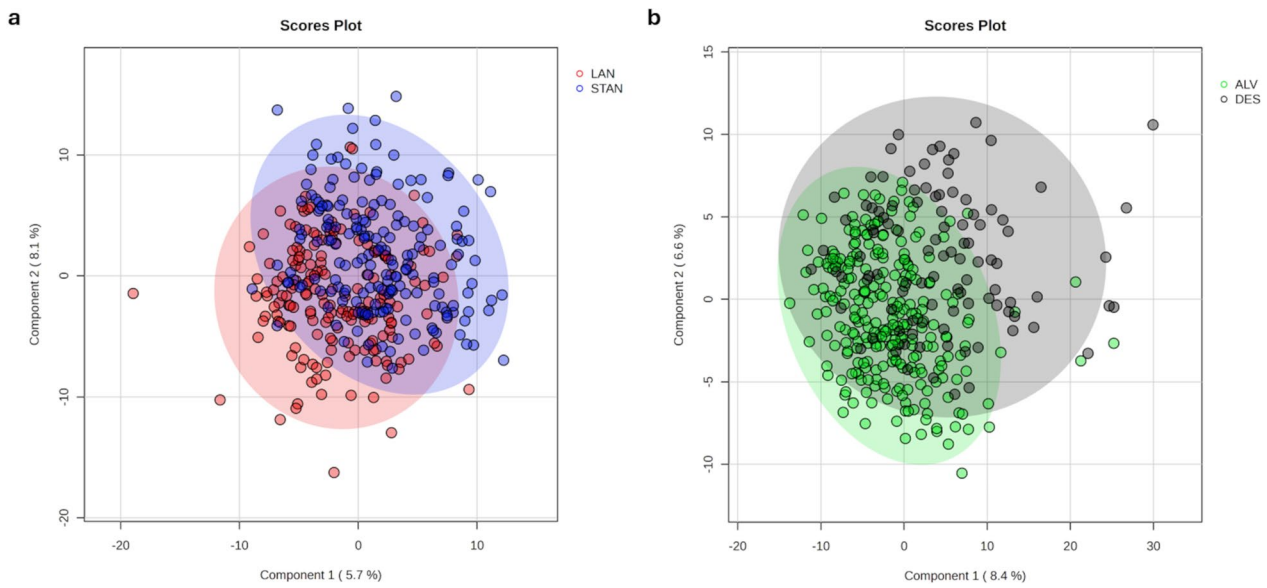 a
Scores Plot
LAN
STAN
Component 2 ( 8.1 %)
10
0
-10
-20
-20
-10
0
10
Component 1 ( 5.7 %)
b
Scores Plot
ALV
DES
Component 2 ( 6.6 %)
15
10
5
0
-5
-10
-20
-10
0
10
20
30
Component 1 ( 8.4 %)